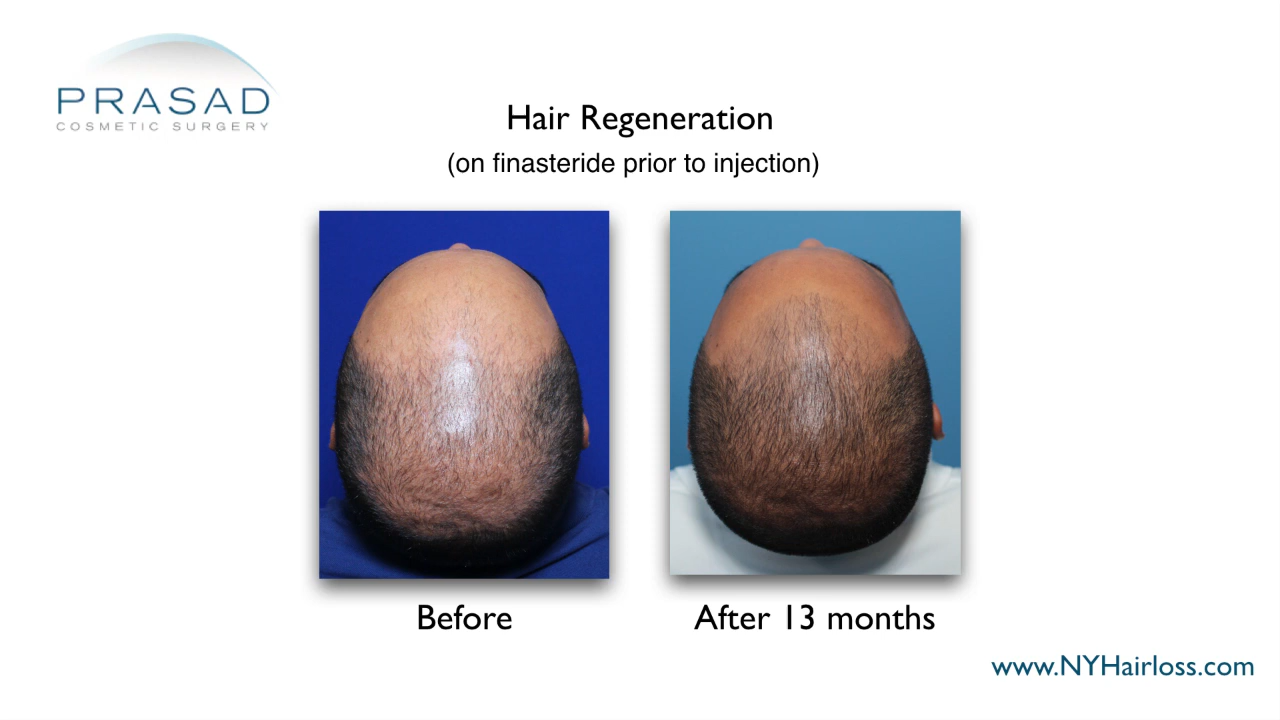 PRASAD
COSMETIC SURGERY
Hair Regeneration
(on finasteride prior to injection)
Before
After 13 months
www.NYHairloss.com